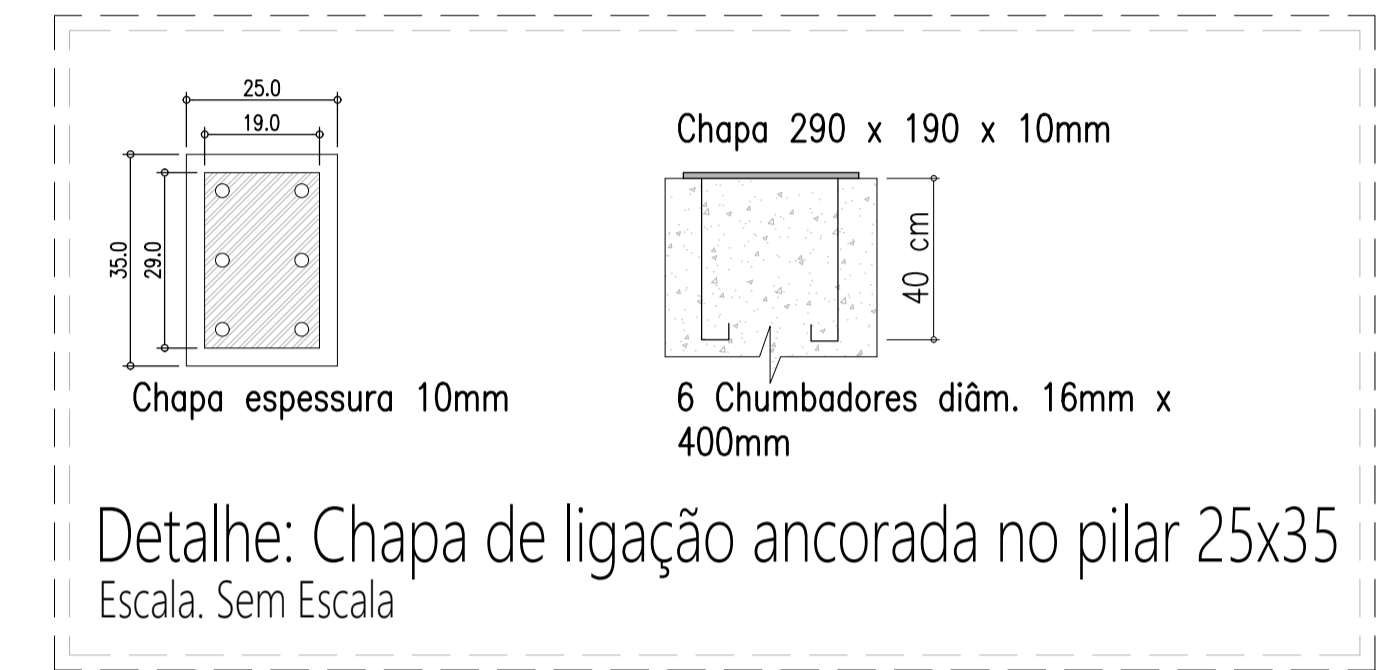 25.0
19.0
35.0
29.0
Chapa espessura 10mm
Chapa 290 x 190 x 10mm
40 cm
6 Chumbadores diâm. 16mm x
400mm
Detalhe: Chapa de ligação ancorada no pilar 25x35
Escala. Sem Escala